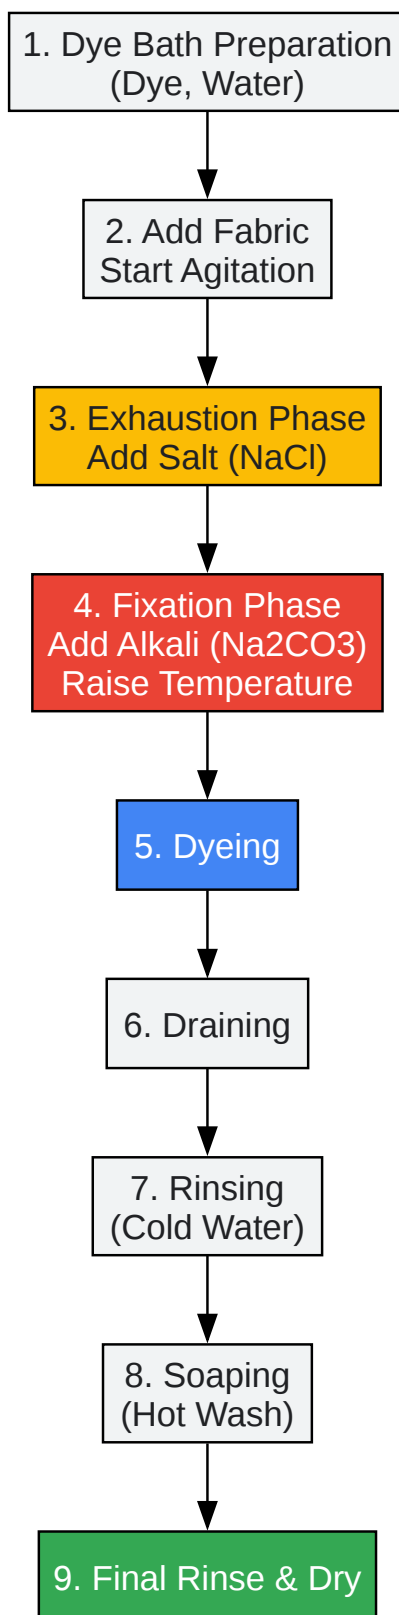 1. Dye Bath Preparation
(Dye, Water)
2. Add Fabric
Start Agitation
3. Exhaustion Phase
Add Salt (NaCl)
4. Fixation Phase
Add Alkali (Na2CO3)
Raise Temperature
5. Dyeing
6. Draining
7. Rinsing
(Cold Water)
8. Soaping
(Hot Wash)
9. Final Rinse & Dry